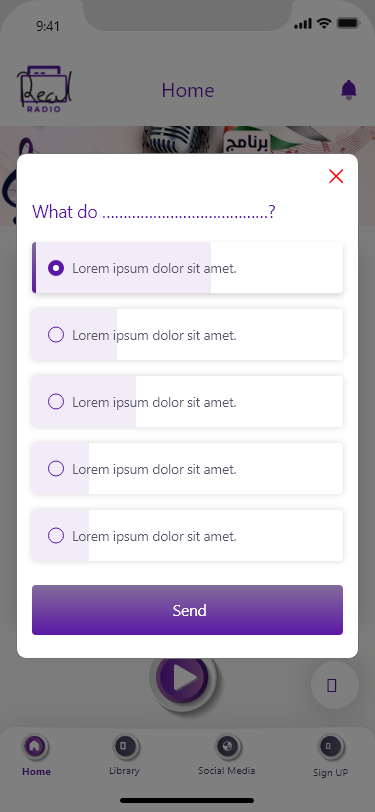 9:41
Recul
RADIO
Home
برنامج
What do ......................................?
Lorem ipsum dolor sit amet.
Lorem ipsum dolor sit amet.
Lorem ipsum dolor sit amet.
Lorem ipsum dolor sit amet.
Lorem ipsum dolor sit amet.
Send
Home
Library
Social Media
Sign UP